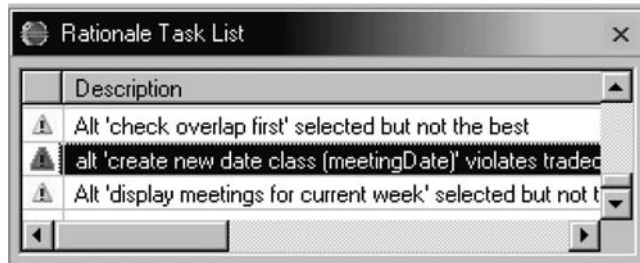 Rationale Task List
Description
Alt 'check overlap first' selected but not the best
alt 'create new date class (meetingDate)' violates
Alt 'display meetings for current week' selected but not